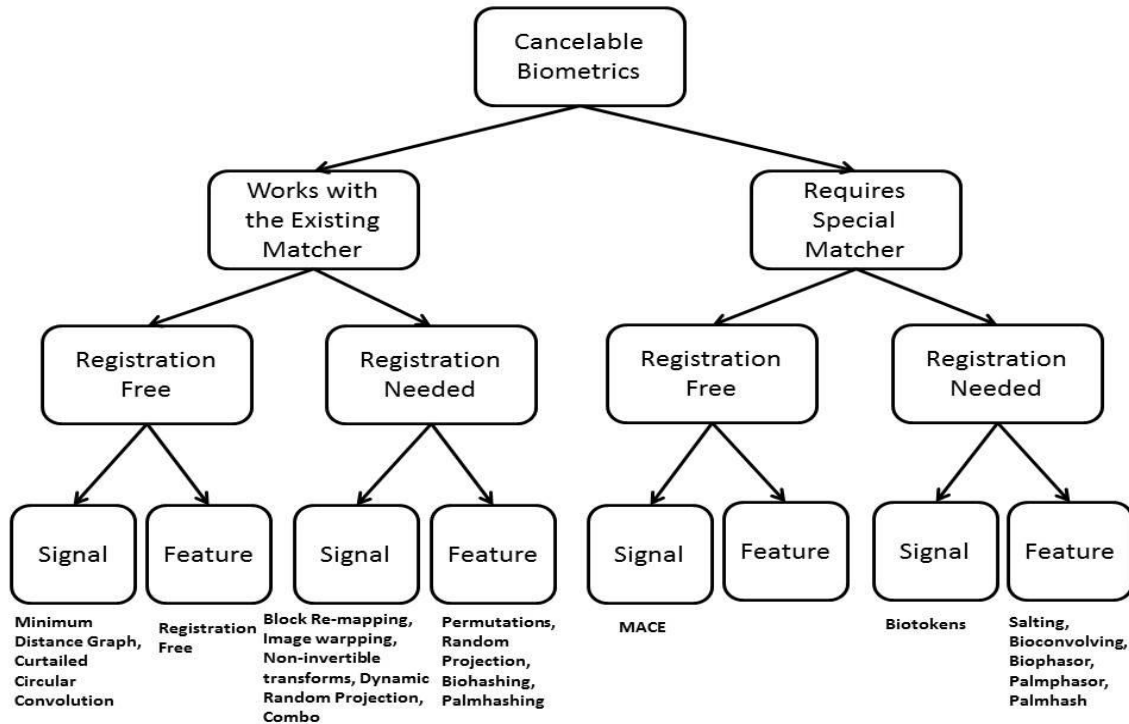 Cancelable
Biometrics
Works with
the Existing
Matcher
Requires
Special
Matcher
Registration
Free
Registration
Needed
Registration
Free
Registration
Needed
Signal
Feature
Signal
Feature
Signal
Feature
Signal
Feature
Minimum
Distance Graph,
Curtailed
Circular
Convolution
Registration
Free
Block Re-mapping,
Image warpping,
Non-invertible
transforms, Dynamic
Random Projection,
Combo
Permutations,
Random
Projection,
Biohashing,
Palmhashing
MACE
Biotokens
Salting,
Bioconvolving,
Biophasor,
Palmphasor,
Palmhash